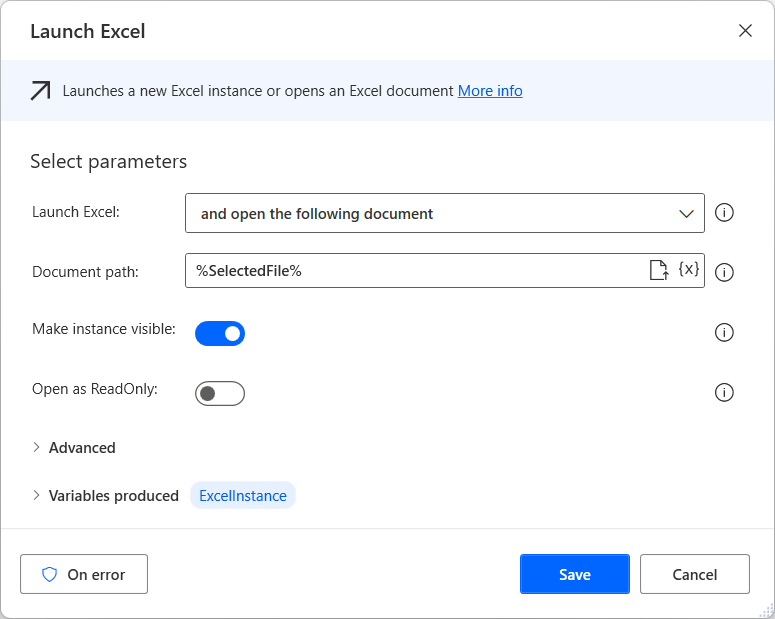 Launch Excel
Launches a new Excel instance or opens an Excel document More info
Select parameters
Launch Excel: and open the following document
Document path: %SelectedFile% {x}
Make instance visible:
Open as ReadOnly:
Advanced
Variables produced ExcelInstance
On error Save Cancel